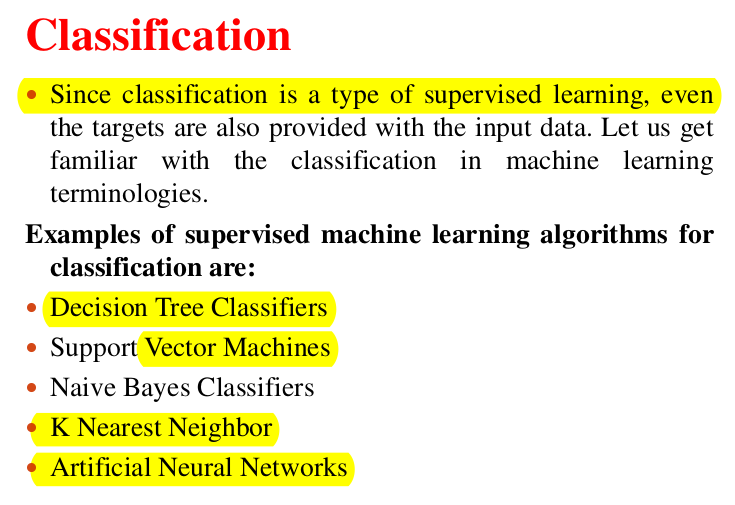 Classification
• Since classification is a type of supervised learning, even
the targets are also provided with the input data. Let us get
familiar with the classification in machine learning
terminologies.
Examples of supervised machine learning algorithms for
classification are:
• Decision Tree Classifiers
• Support Vector Machines
• Naive Bayes Classifiers
• K Nearest Neighbor
• Artificial Neural Networks